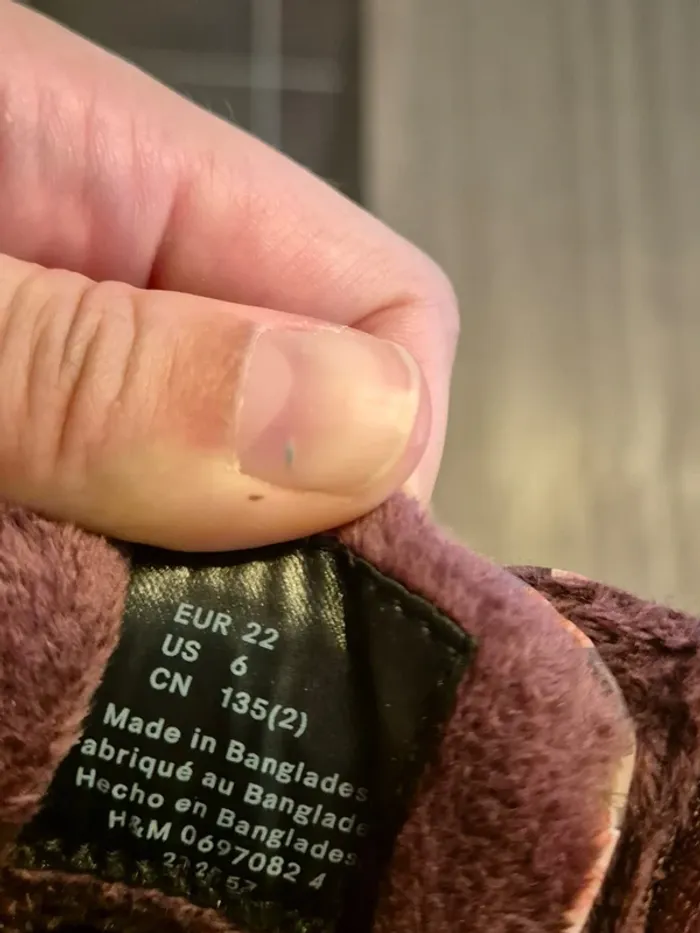 EUR 22
US 6
CN 135(2)
Made in Banglades
abriqué au Banglade
Hecho en Banglades
H&M 0697082 4